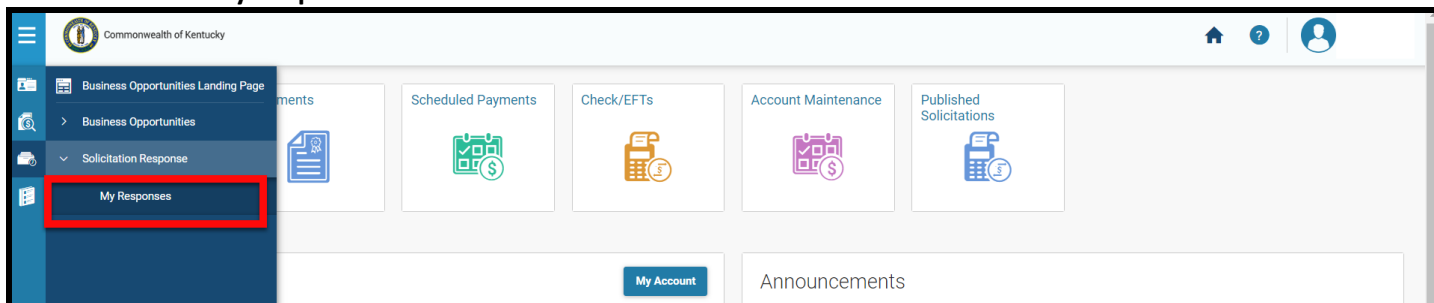 Commonwealth of Kentucky
?
Business Opportunities Landing Page
Business Opportunities
Solicitation Response
My Responses
ments
Scheduled Payments
Check/EFTs
Account Maintenance
Published
Solicitations
My Account
Announcements